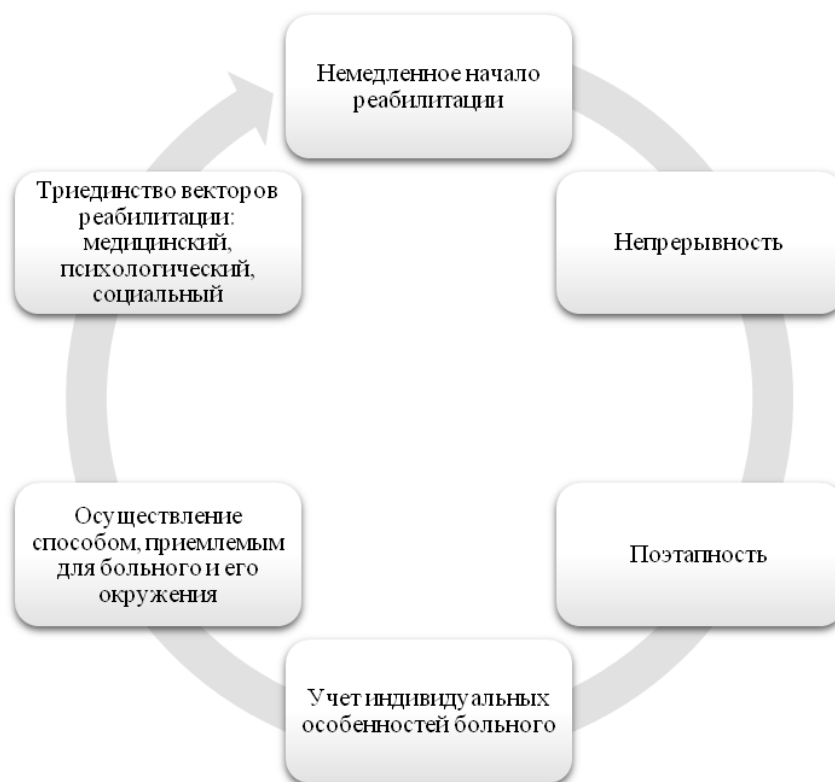 Немедленное начало
реабилитации
Непрерывность
Поэтапность
Учет индивидуальных
особенностей больного
Осуществление
способом, приемлемым
для больного и его
окружения
Триединство векторов
реабилитации:
медицинский,
психологический,
социальный